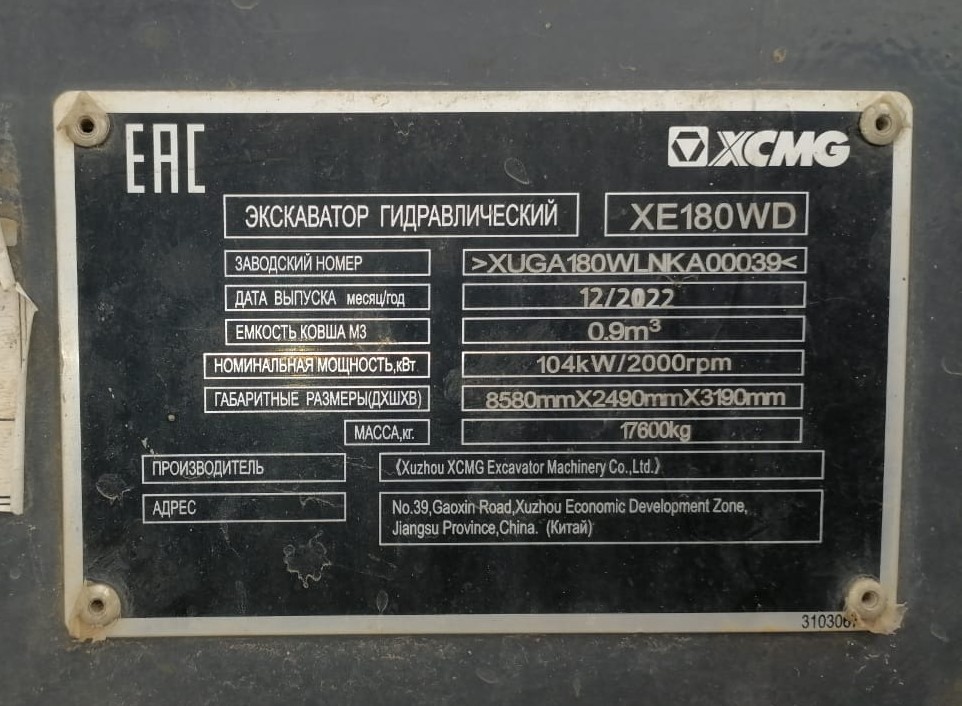 EAC
XCMG
ЭКСКАВАТОР ГИДРАВЛИЧЕСКИЙ XE180WD
ЗАВОДСКИЙ НОМЕР >XUGA180WLNKA00039<
ДАТА ВЫПУСКА месяц/год 12/2022
ЕМКОСТЬ КОВША М3 0.9m³
НОМИНАЛЬНАЯ МОЩНОСТЬ,кВт 104kW/2000rpm
ГАБАРИТНЫЕ РАЗМЕРЫ(ДХШХВ) 8580mmX2490mmX3190mm
МАССА,кг. 17600kg
ПРОИЗВОДИТЕЛЬ 《Xuzhou XCMG Excavator Machinery Co.,Ltd.》
АДРЕС No.39,Gaoxin Road,Xuzhou Economic Development Zone,
Jiangsu Province,China. (Китай)